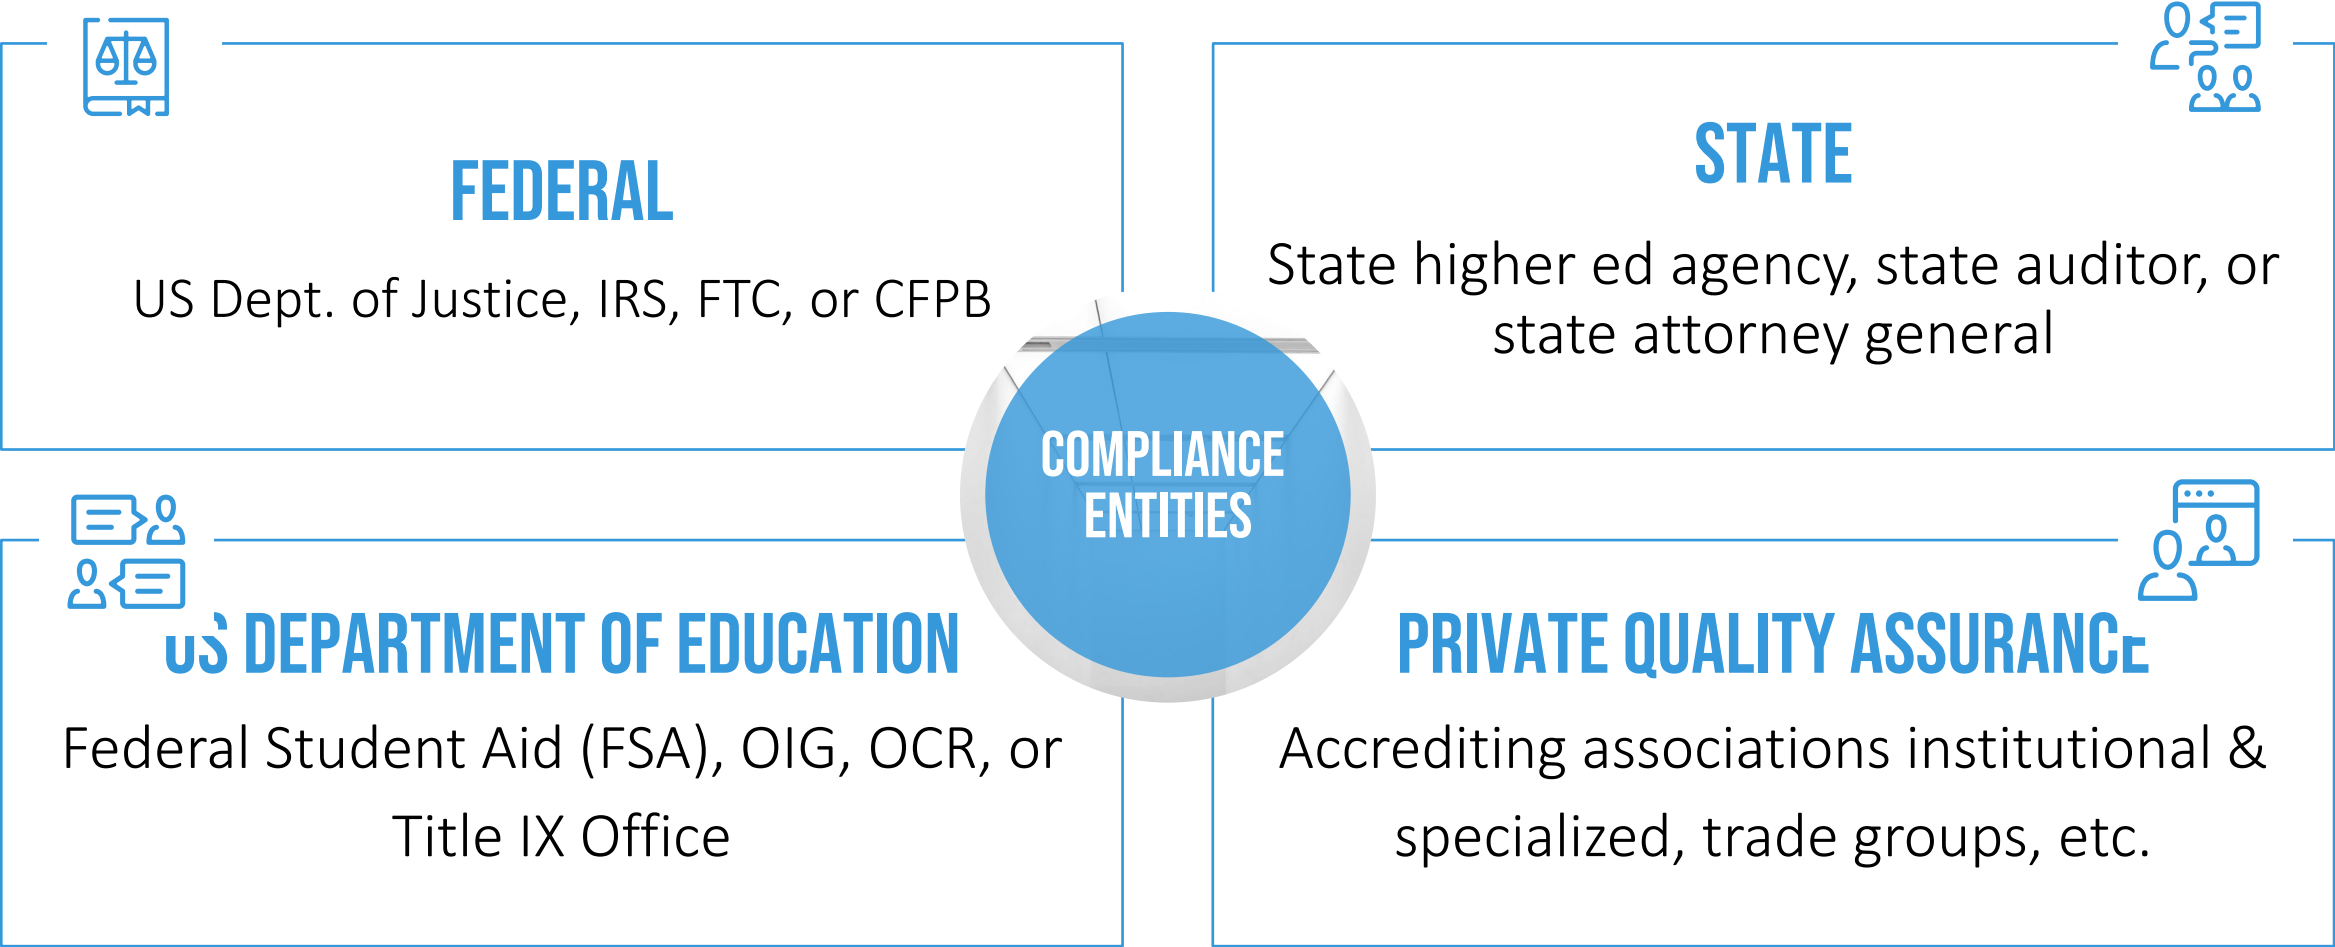 FEDERAL
US Dept. of Justice, IRS, FTC, or CFPB
STATE
State higher ed agency, state auditor, or
state attorney general
COMPLIANCE
ENTITIES
US DEPARTMENT OF EDUCATION
Federal Student Aid (FSA), OIG, OCR, or
Title IX Office
PRIVATE QUALITY ASSURANCE
Accrediting associations institutional &
specialized, trade groups, etc.